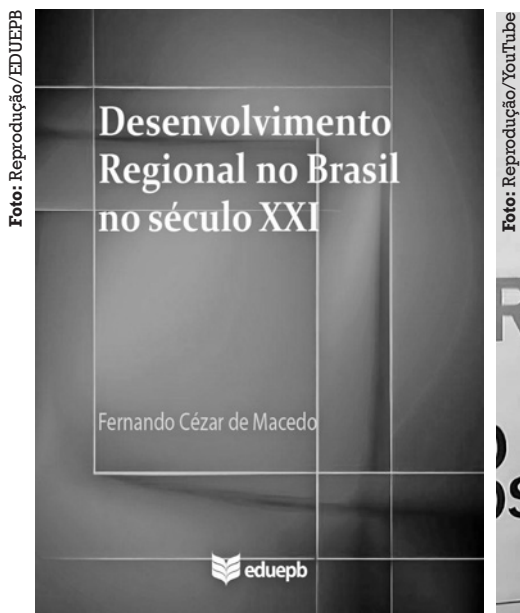 Foto: Reprodução/EDUEPB
Desenvolvimento
Regional no Brasil
no século XXI
Fernando Cézar de Macedo
eduepb
Foto: Reprodução/YouTube